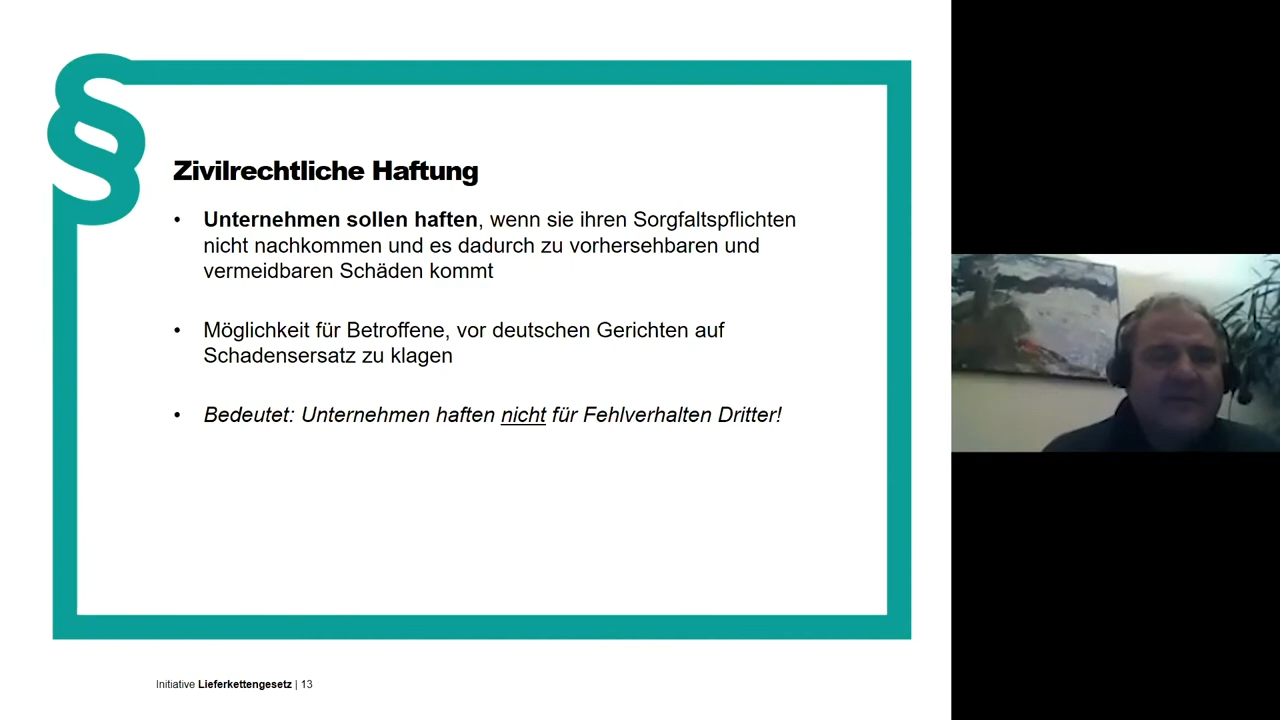 §
Zivilrechtliche Haftung
• Unternehmen sollen haften, wenn sie ihren Sorgfaltspflichten
nicht nachkommen und es dadurch zu vorhersehbaren und
vermeidbaren Schäden kommt
• Möglichkeit für Betroffene, vor deutschen Gerichten auf
Schadensersatz zu klagen
• Bedeutet: Unternehmen haften nicht für Fehlverhalten Dritter!
Initiative Lieferkettengesetz | 13